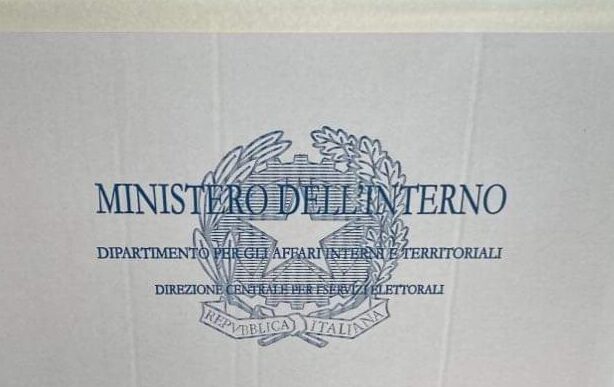 MINISTERO DELL'INTERNO
DIPARTIMENTO PER GLI AFFARI INTERNI E TERRITORIALI
DIREZIONE CENTRALE PER I SERVIZI ELETTORALI
REPVBBLICA ITALIANA